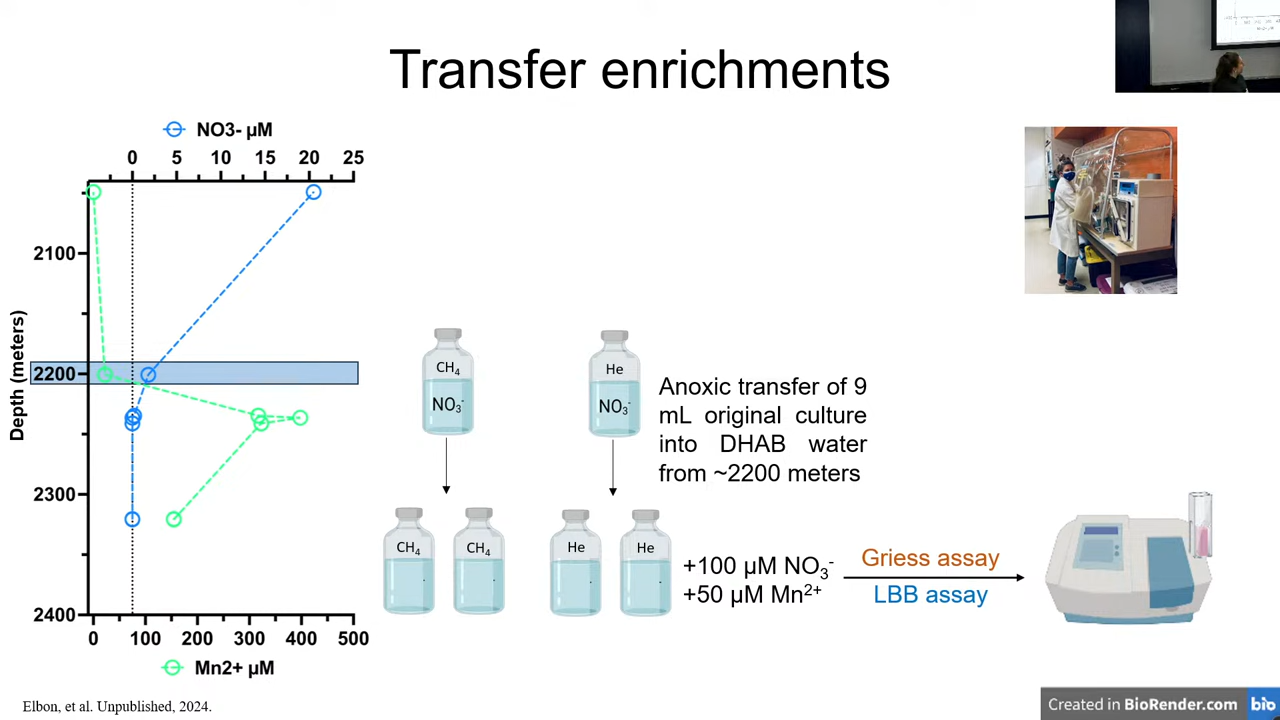 Transfer enrichments
NO3- µM
0 5 10 15 20 25
2100
2200
2300
2400
Depth (meters)
0 100 200 300 400 500
Mn2+ µM
CH₄
NO₃⁻
He
NO₃⁻
Anoxic transfer of 9
mL original culture
into DHAB water
from ~2200 meters
CH₄
CH₄
He
He
+100 µM NO₃⁻
+50 µM Mn²⁺
Griess assay
LBB assay
Elbon, et al. Unpublished, 2024.
Created in BioRender.com bio